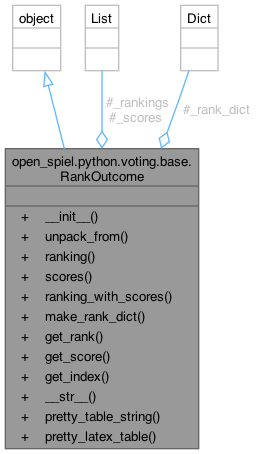 object
List
Dict
#_rankings
#_scores
#_rank_dict
open_spiel.python.voting.base.
RankOutcome
+ __init__()
+ unpack_from()
+ ranking()
+ scores()
+ ranking_with_scores()
+ make_rank_dict()
+ get_rank()
+ get_score()
+ get_index()
+ __str__()
+ pretty_table_string()
+ pretty_latex_table()